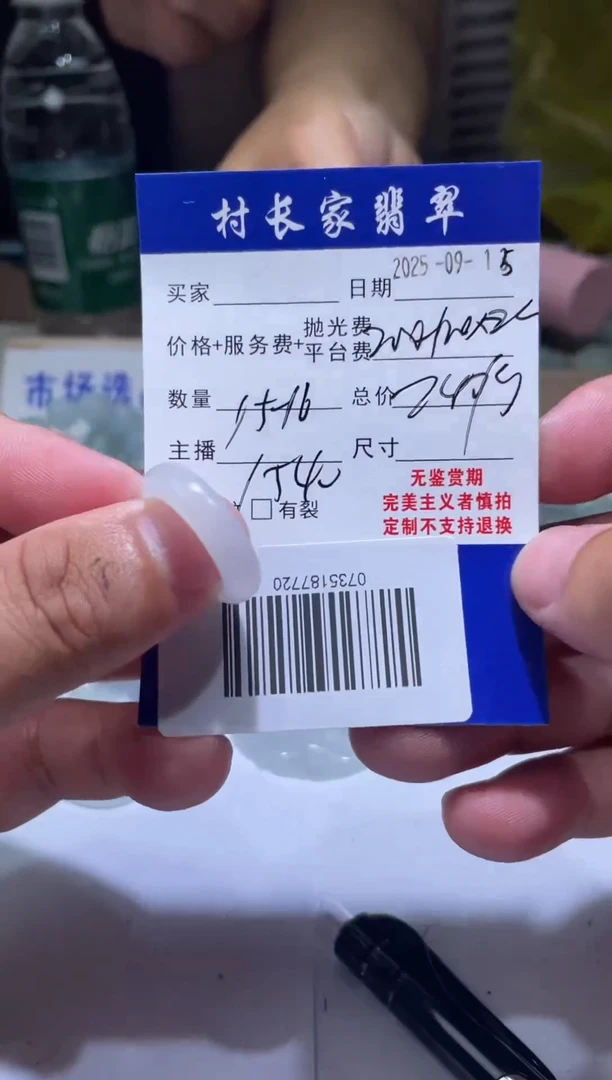 村长家翡翠
2025-09-15
买家 日期
价格+服务费+抛光费
平台费
数量 总价
主播 尺寸
1540
□有裂
无鉴赏期
完美主义者慎拍
定制不支持退换
0735187720